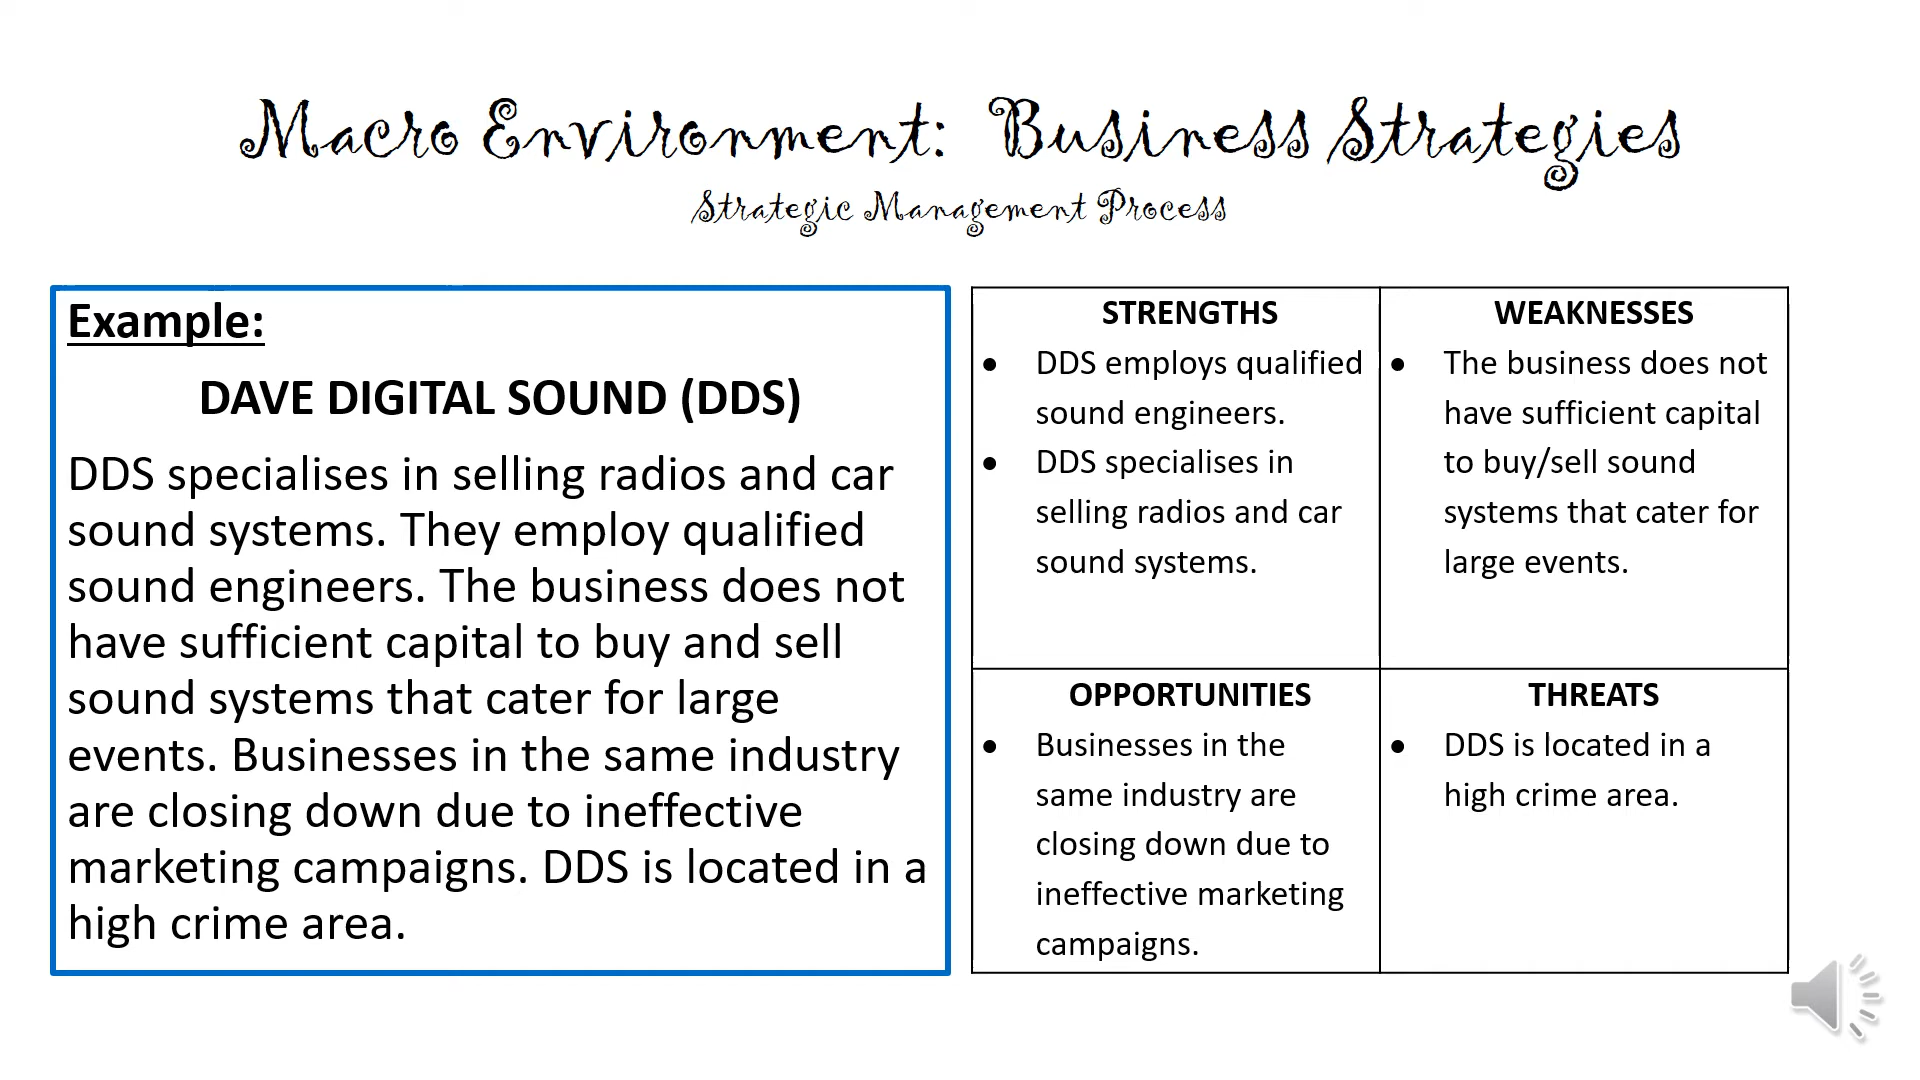 Macro Environment: Business Strategies
Strategic Management Process
Example:
DAVE DIGITAL SOUND (DDS)
DDS specialises in selling radios and car
sound systems. They employ qualified
sound engineers. The business does not
have sufficient capital to buy and sell
sound systems that cater for large
events. Businesses in the same industry
are closing down due to ineffective
marketing campaigns. DDS is located in a
high crime area.
STRENGTHS
● DDS employs qualified
sound engineers.
● DDS specialises in
selling radios and car
sound systems.
WEAKNESSES
● The business does not
have sufficient capital
to buy/sell sound
systems that cater for
large events.
OPPORTUNITIES
● Businesses in the
same industry are
closing down due to
ineffective marketing
campaigns.
THREATS
● DDS is located in a
high crime area.